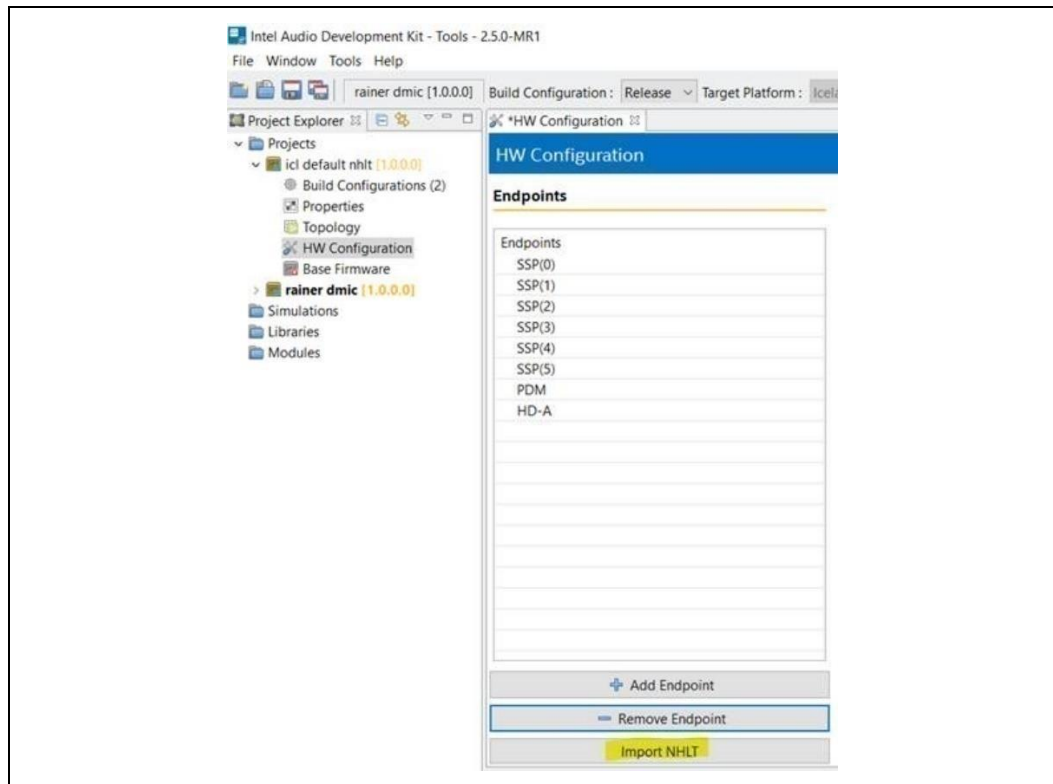 Intel Audio Development Kit - Tools - 2.5.0-MR1
File Window Tools Help
rainer dmic [1.0.0.0] Build Configuration : Release Target Platform :
Project Explorer
*HW Configuration
Projects
icl default nhlt [1.0.0.0]
Build Configurations (2)
Properties
Topology
HW Configuration
Base Firmware
rainer dmic [1.0.0.0]
Simulations
Libraries
Modules
HW Configuration
Endpoints
Endpoints
SSP(0)
SSP(1)
SSP(2)
SSP(3)
SSP(4)
SSP(5)
PDM
HD-A
Add Endpoint
Remove Endpoint
Import NHLT